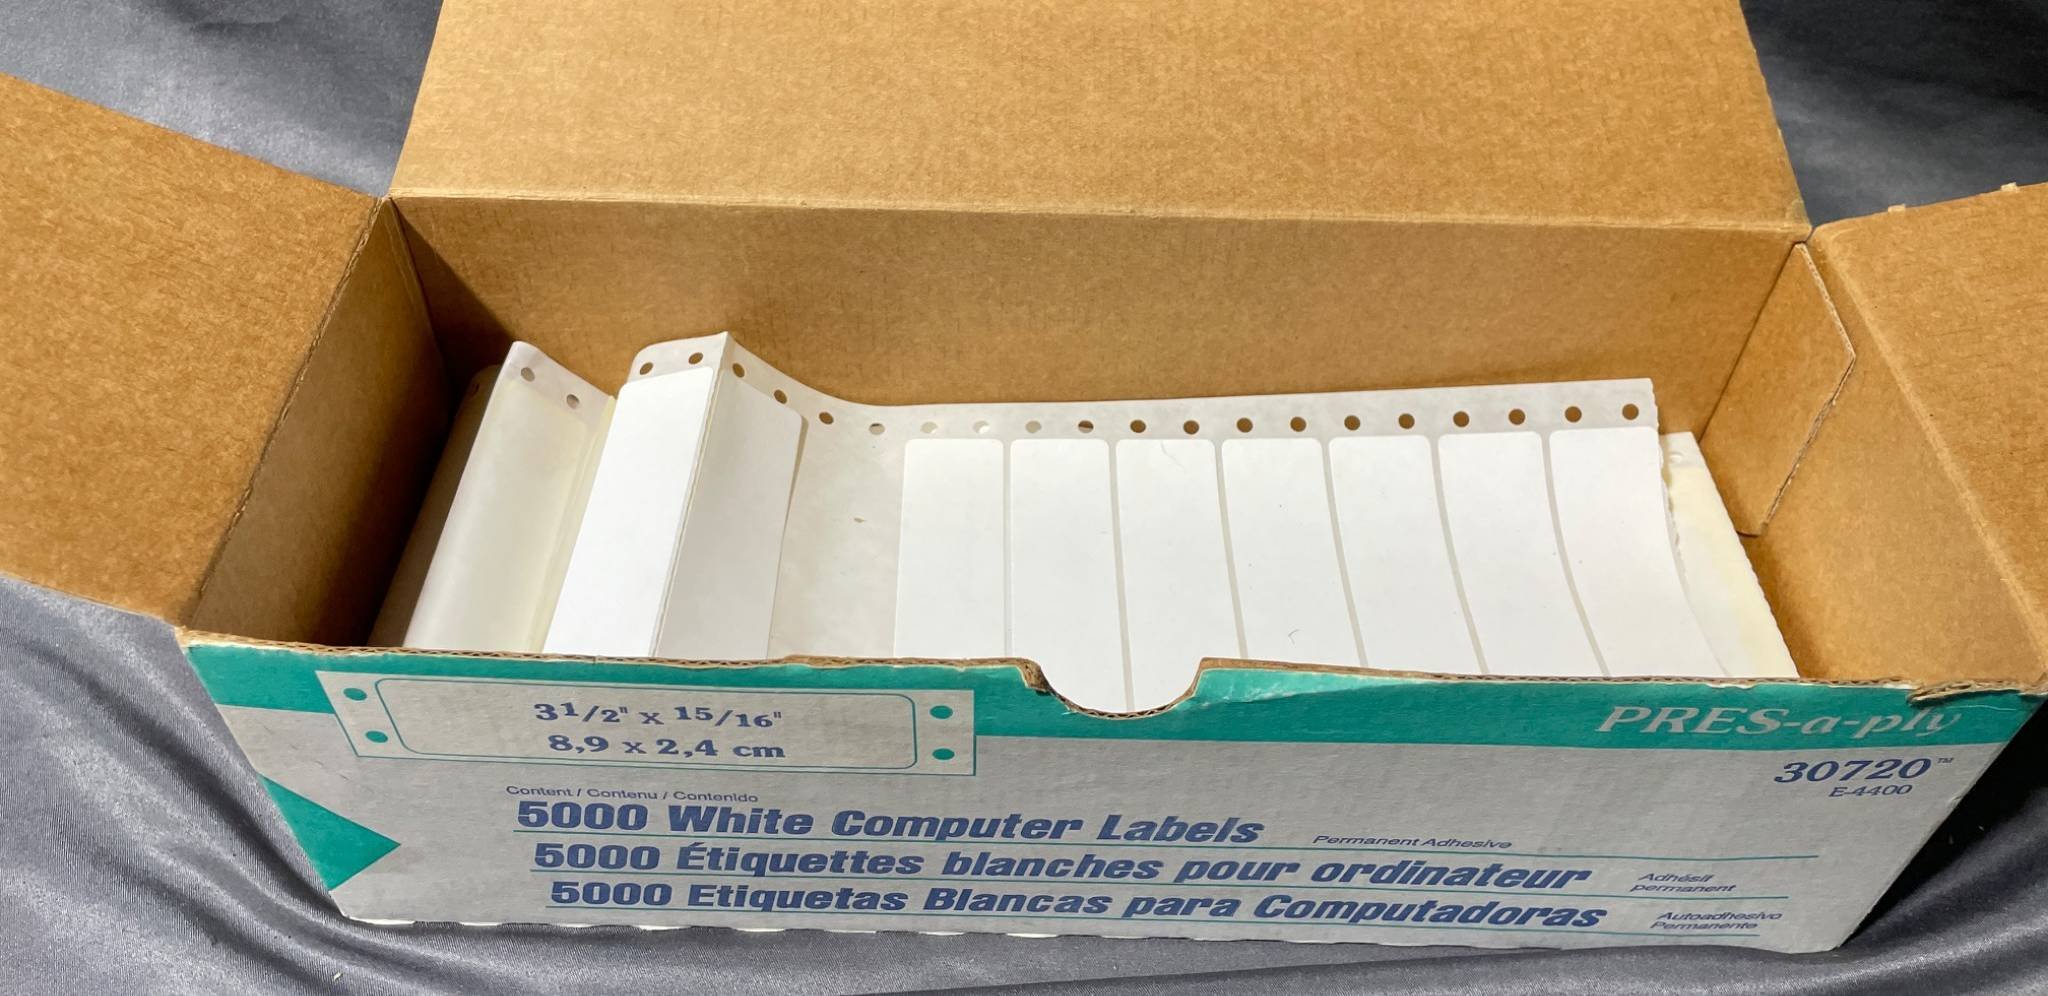 3 1/2" x 15/16"
8,9 x 2,4 cm
PRES-a-ply
30720™
E-4400
Content / Contenu / Contenido
5000 White Computer Labels
Permanent Adhesive
5000 Étiquettes blanches pour ordinateur
Adhésif
permanent
5000 Etiquetas Blancas para Computadoras
Autoadhesivo
Permanente